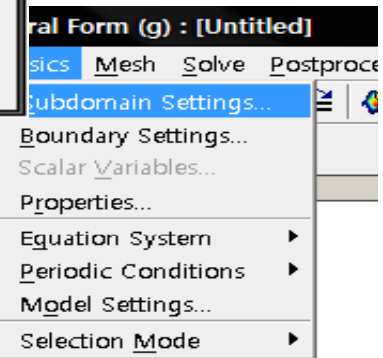 ral Form (g) : [Untitled]
sics Mesh Solve Postproce
Subdomain Settings...
Boundary Settings...
Scalar Variables...
Properties...
Equation System
Periodic Conditions
Model Settings...
Selection Mode